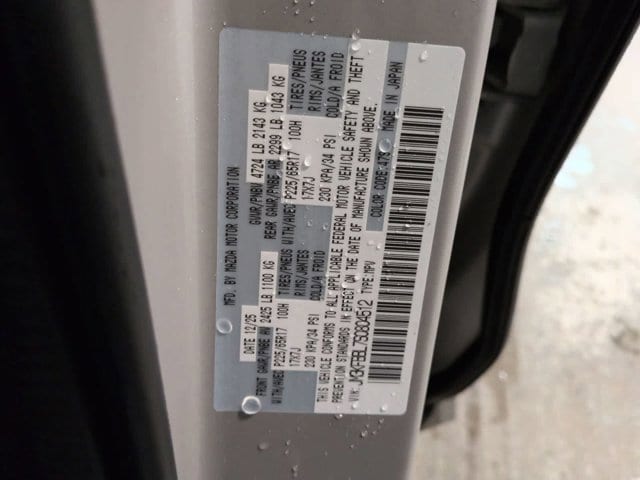 MFD. BY MAZDA MOTOR CORPORATION
DATE 12/25 GVWR/PNBV 4724 LB 2143 KG
FRONT GAWR/PNBE AV 2425 LB 1100 KG REAR GAWR/PNBE AR 2299 LB 1043 KG
WITH/AVEC P225/65R17 100H TIRES/PNEUS WITH/AVEC P225/65R17 100H TIRES/PNEUS
17X7J RIMS/JANTES 17X7J RIMS/JANTES
230 KPA/34 PSI COLD/A FROID 230 KPA/34 PSI COLD/A FROID
THIS VEHICLE CONFORMS TO ALL APPLICABLE FEDERAL MOTOR VEHICLE SAFETY AND THEFT
PREVENTION STANDARDS IN EFFECT ON THE DATE OF MANUFACTURE SHOWN ABOVE.
COLOR CODE: MADE IN JAPAN
VIN: TYPE:MPV